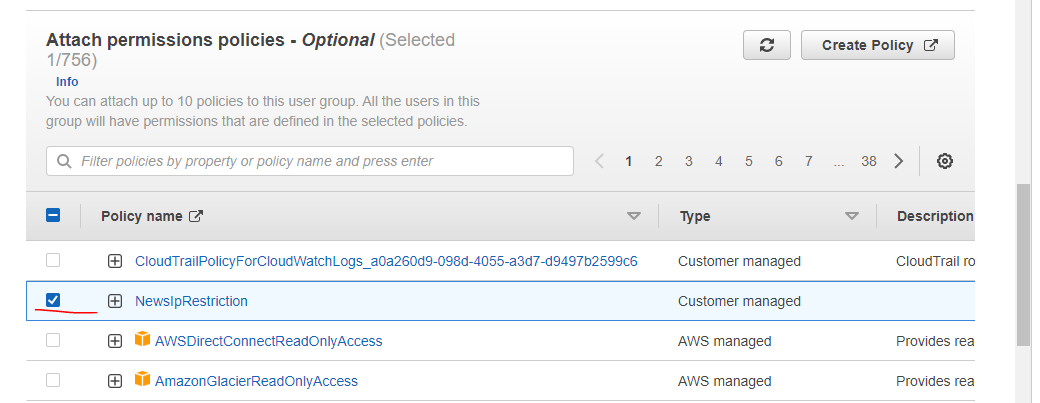 Attach permissions policies - Optional (Selected
1/756)
Info
You can attach up to 10 policies to this user group. All the users in this
group will have permissions that are defined in the selected policies.
Create Policy
Filter policies by property or policy name and press enter
1 2 3 4 5 6 7 ... 38
Policy name Type Description
CloudTrailPolicyForCloudWatchLogs_a0a260d9-098d-4055-a3d7-d9497b2599c6 Customer managed CloudTrail ro
NewsIpRestriction Customer managed
AWSDirectConnectReadOnlyAccess AWS managed Provides rea
AmazonGlacierReadOnlyAccess AWS managed Provides rea